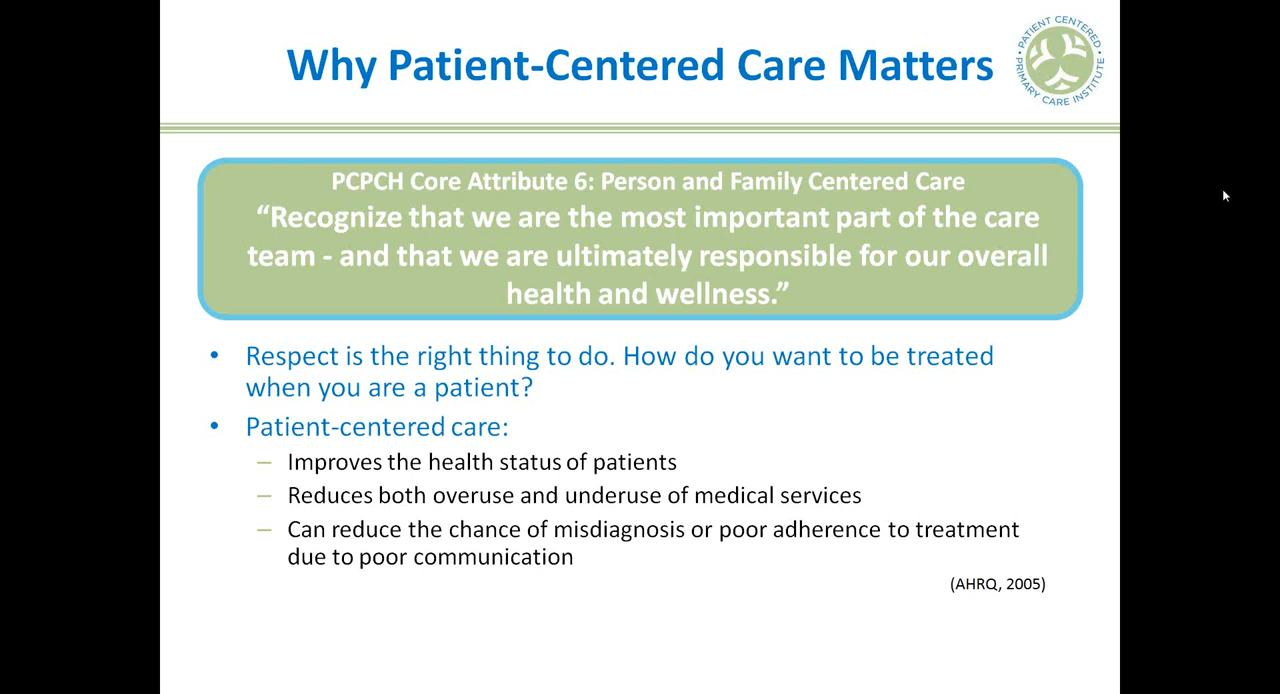 Why Patient-Centered Care Matters
• PATIENT CENTERED •
PRIMARY CARE INSTITUTE
PCPCH Core Attribute 6: Person and Family Centered Care
“Recognize that we are the most important part of the care
team - and that we are ultimately responsible for our overall
health and wellness.”
• Respect is the right thing to do. How do you want to be treated
when you are a patient?
• Patient-centered care:
– Improves the health status of patients
– Reduces both overuse and underuse of medical services
– Can reduce the chance of misdiagnosis or poor adherence to treatment
due to poor communication
(AHRQ, 2005)